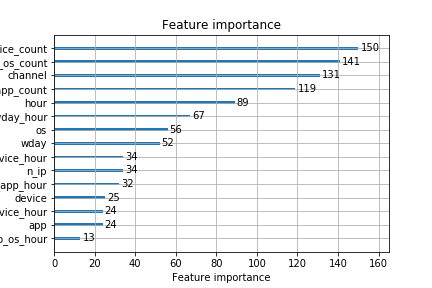 Feature importance
ice_count 150
_os_count 141
channel 131
app_count 119
hour 89
wday_hour 67
os 56
wday 52
vice_hour 34
n_ip 34
app_hour 32
device 25
vice_hour 24
app 24
p_os_hour 13
0 20 40 60 80 100 120 140 160
Feature importance